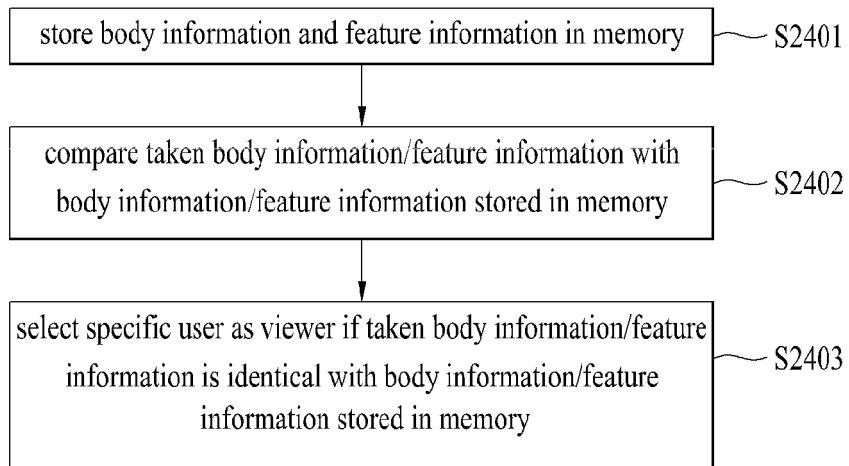 store body information and feature information in memory
S2401
compare taken body information/feature information with
body information/feature information stored in memory
S2402
select specific user as viewer if taken body information/feature
information is identical with body information/feature
information stored in memory
S2403